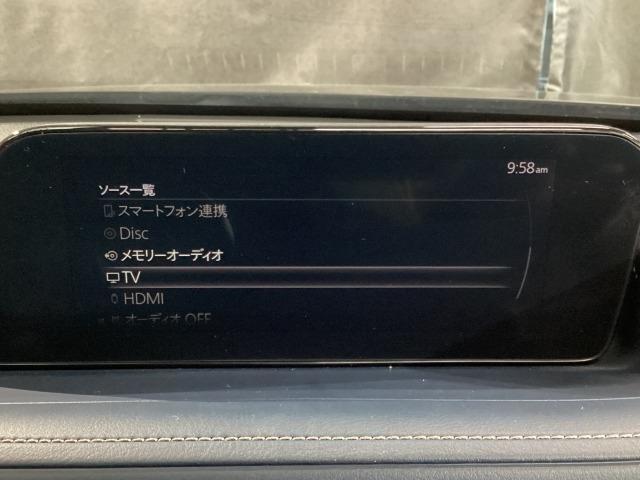 9:58am
ソース一覧
スマートフォン連携
Disc
メモリーオーディオ
TV
HDMI
オーディオ OFF